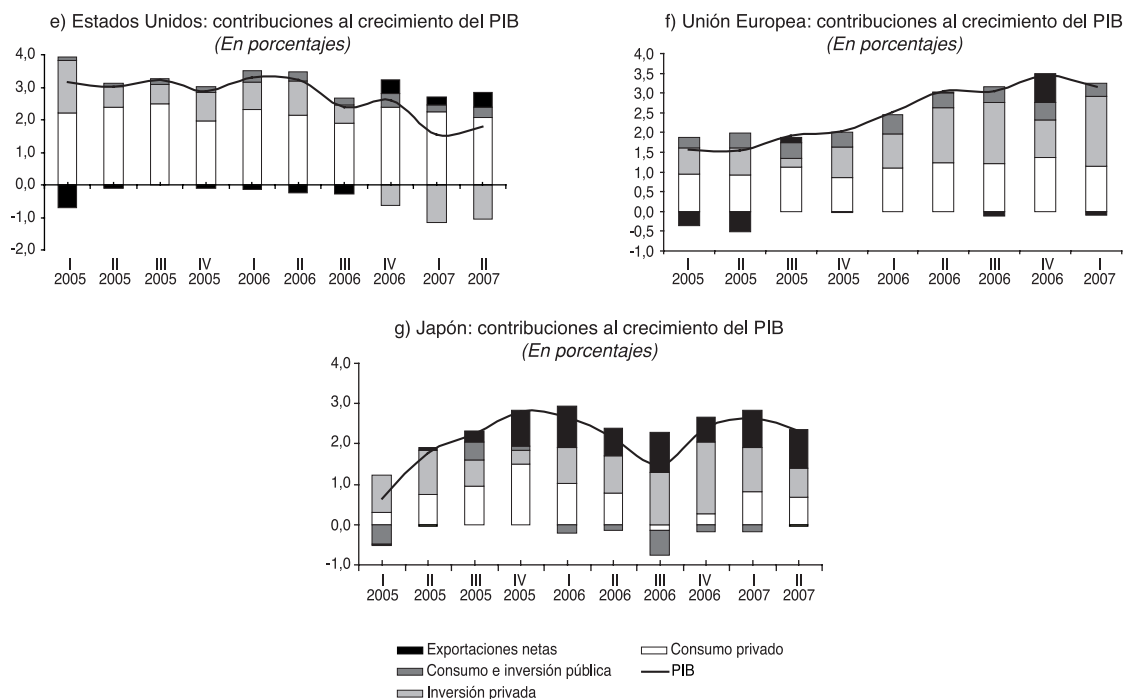 e) Estados Unidos: contribuciones al crecimiento del PIB
(En porcentajes)
4,0
3,0
2,0
1,0
0,0
-1,0
-2,0
I II III IV I II III IV I II
2005 2005 2005 2005 2006 2006 2006 2006 2007 2007
f) Unión Europea: contribuciones al crecimiento del PIB
(En porcentajes)
4,0
3,5
3,0
2,5
2,0
1,5
1,0
0,5
0,0
-0,5
1,0
I II III IV I II III IV I
2005 2005 2005 2005 2006 2006 2006 2006 2007
g) Japón: contribuciones al crecimiento del PIB
(En porcentajes)
4,0
3,0
2,0
1,0
0,0
-1,0
I II III IV I II III IV I II
2005 2005 2005 2005 2006 2006 2006 2006 2007 2007
Exportaciones netas
Consumo e inversión pública
Inversión privada
Consumo privado
PIB